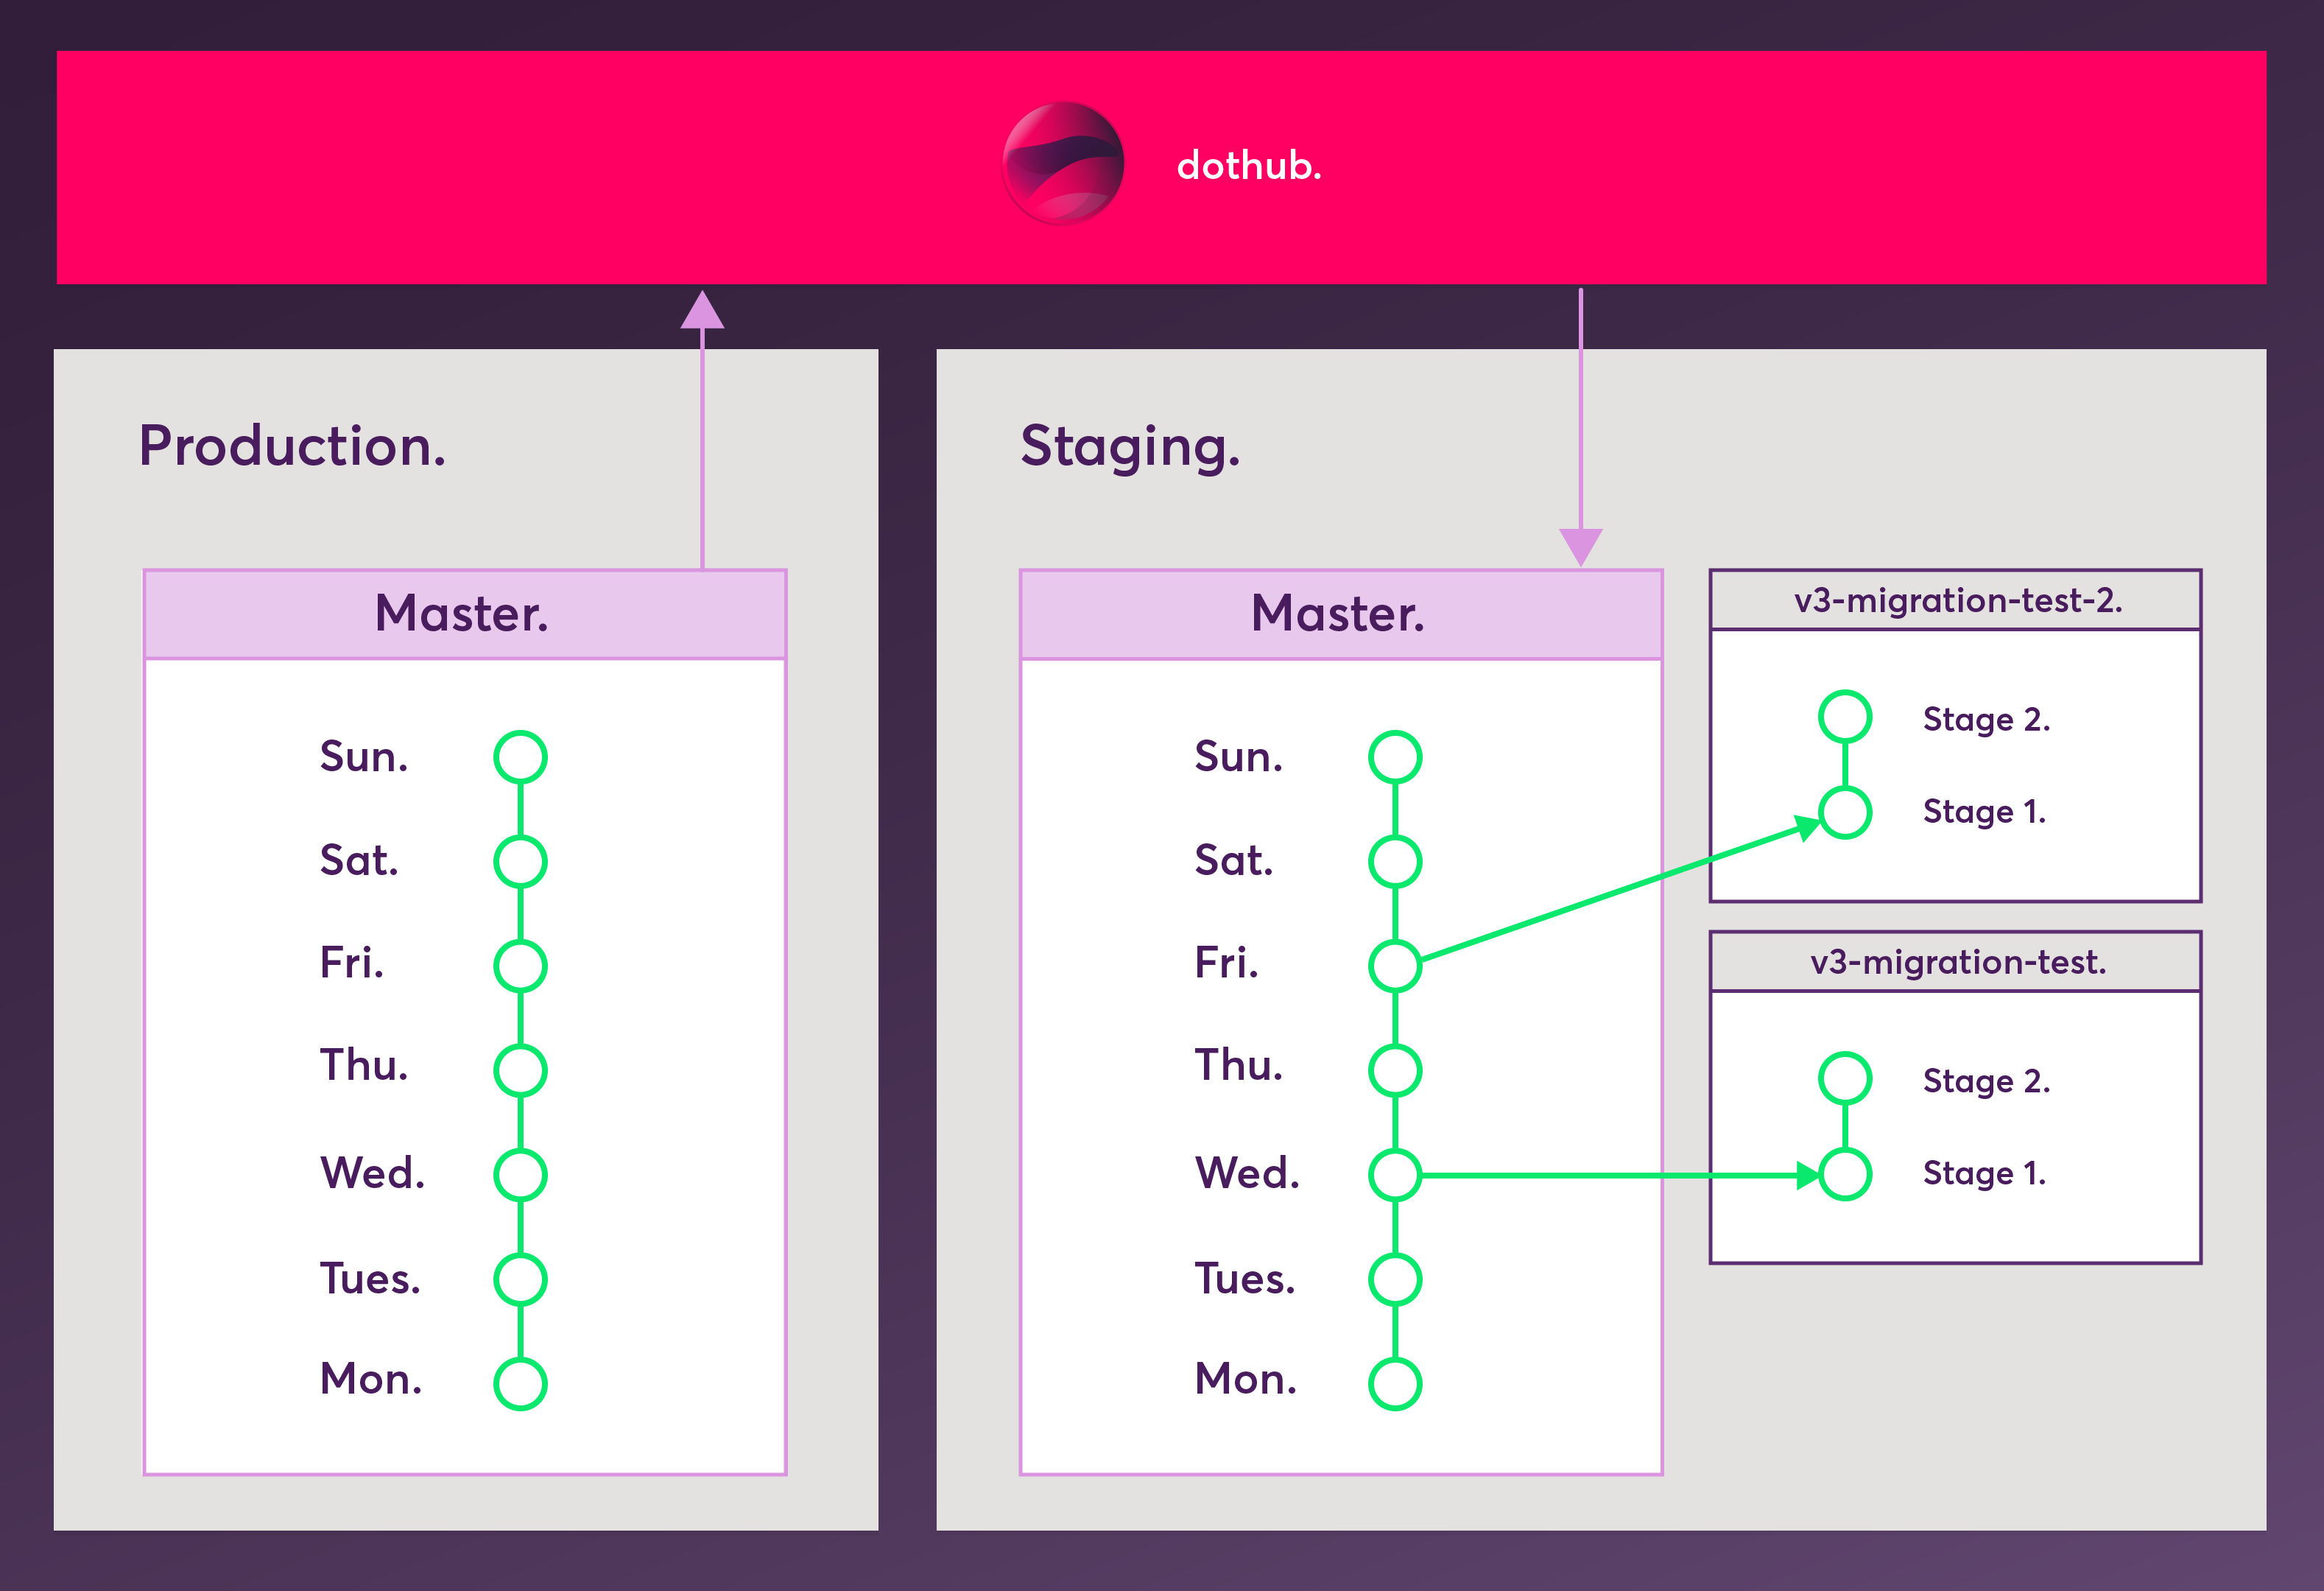 dothub.
Production.
Master.
Sun.
Sat.
Fri.
Thu.
Wed.
Tues.
Mon.
Staging.
Master.
Sun.
Sat.
Fri.
Thu.
Wed.
Tues.
Mon.
v3-migration-test-2.
Stage 2.
Stage 1.
v3-migration-test.
Stage 2.
Stage 1.